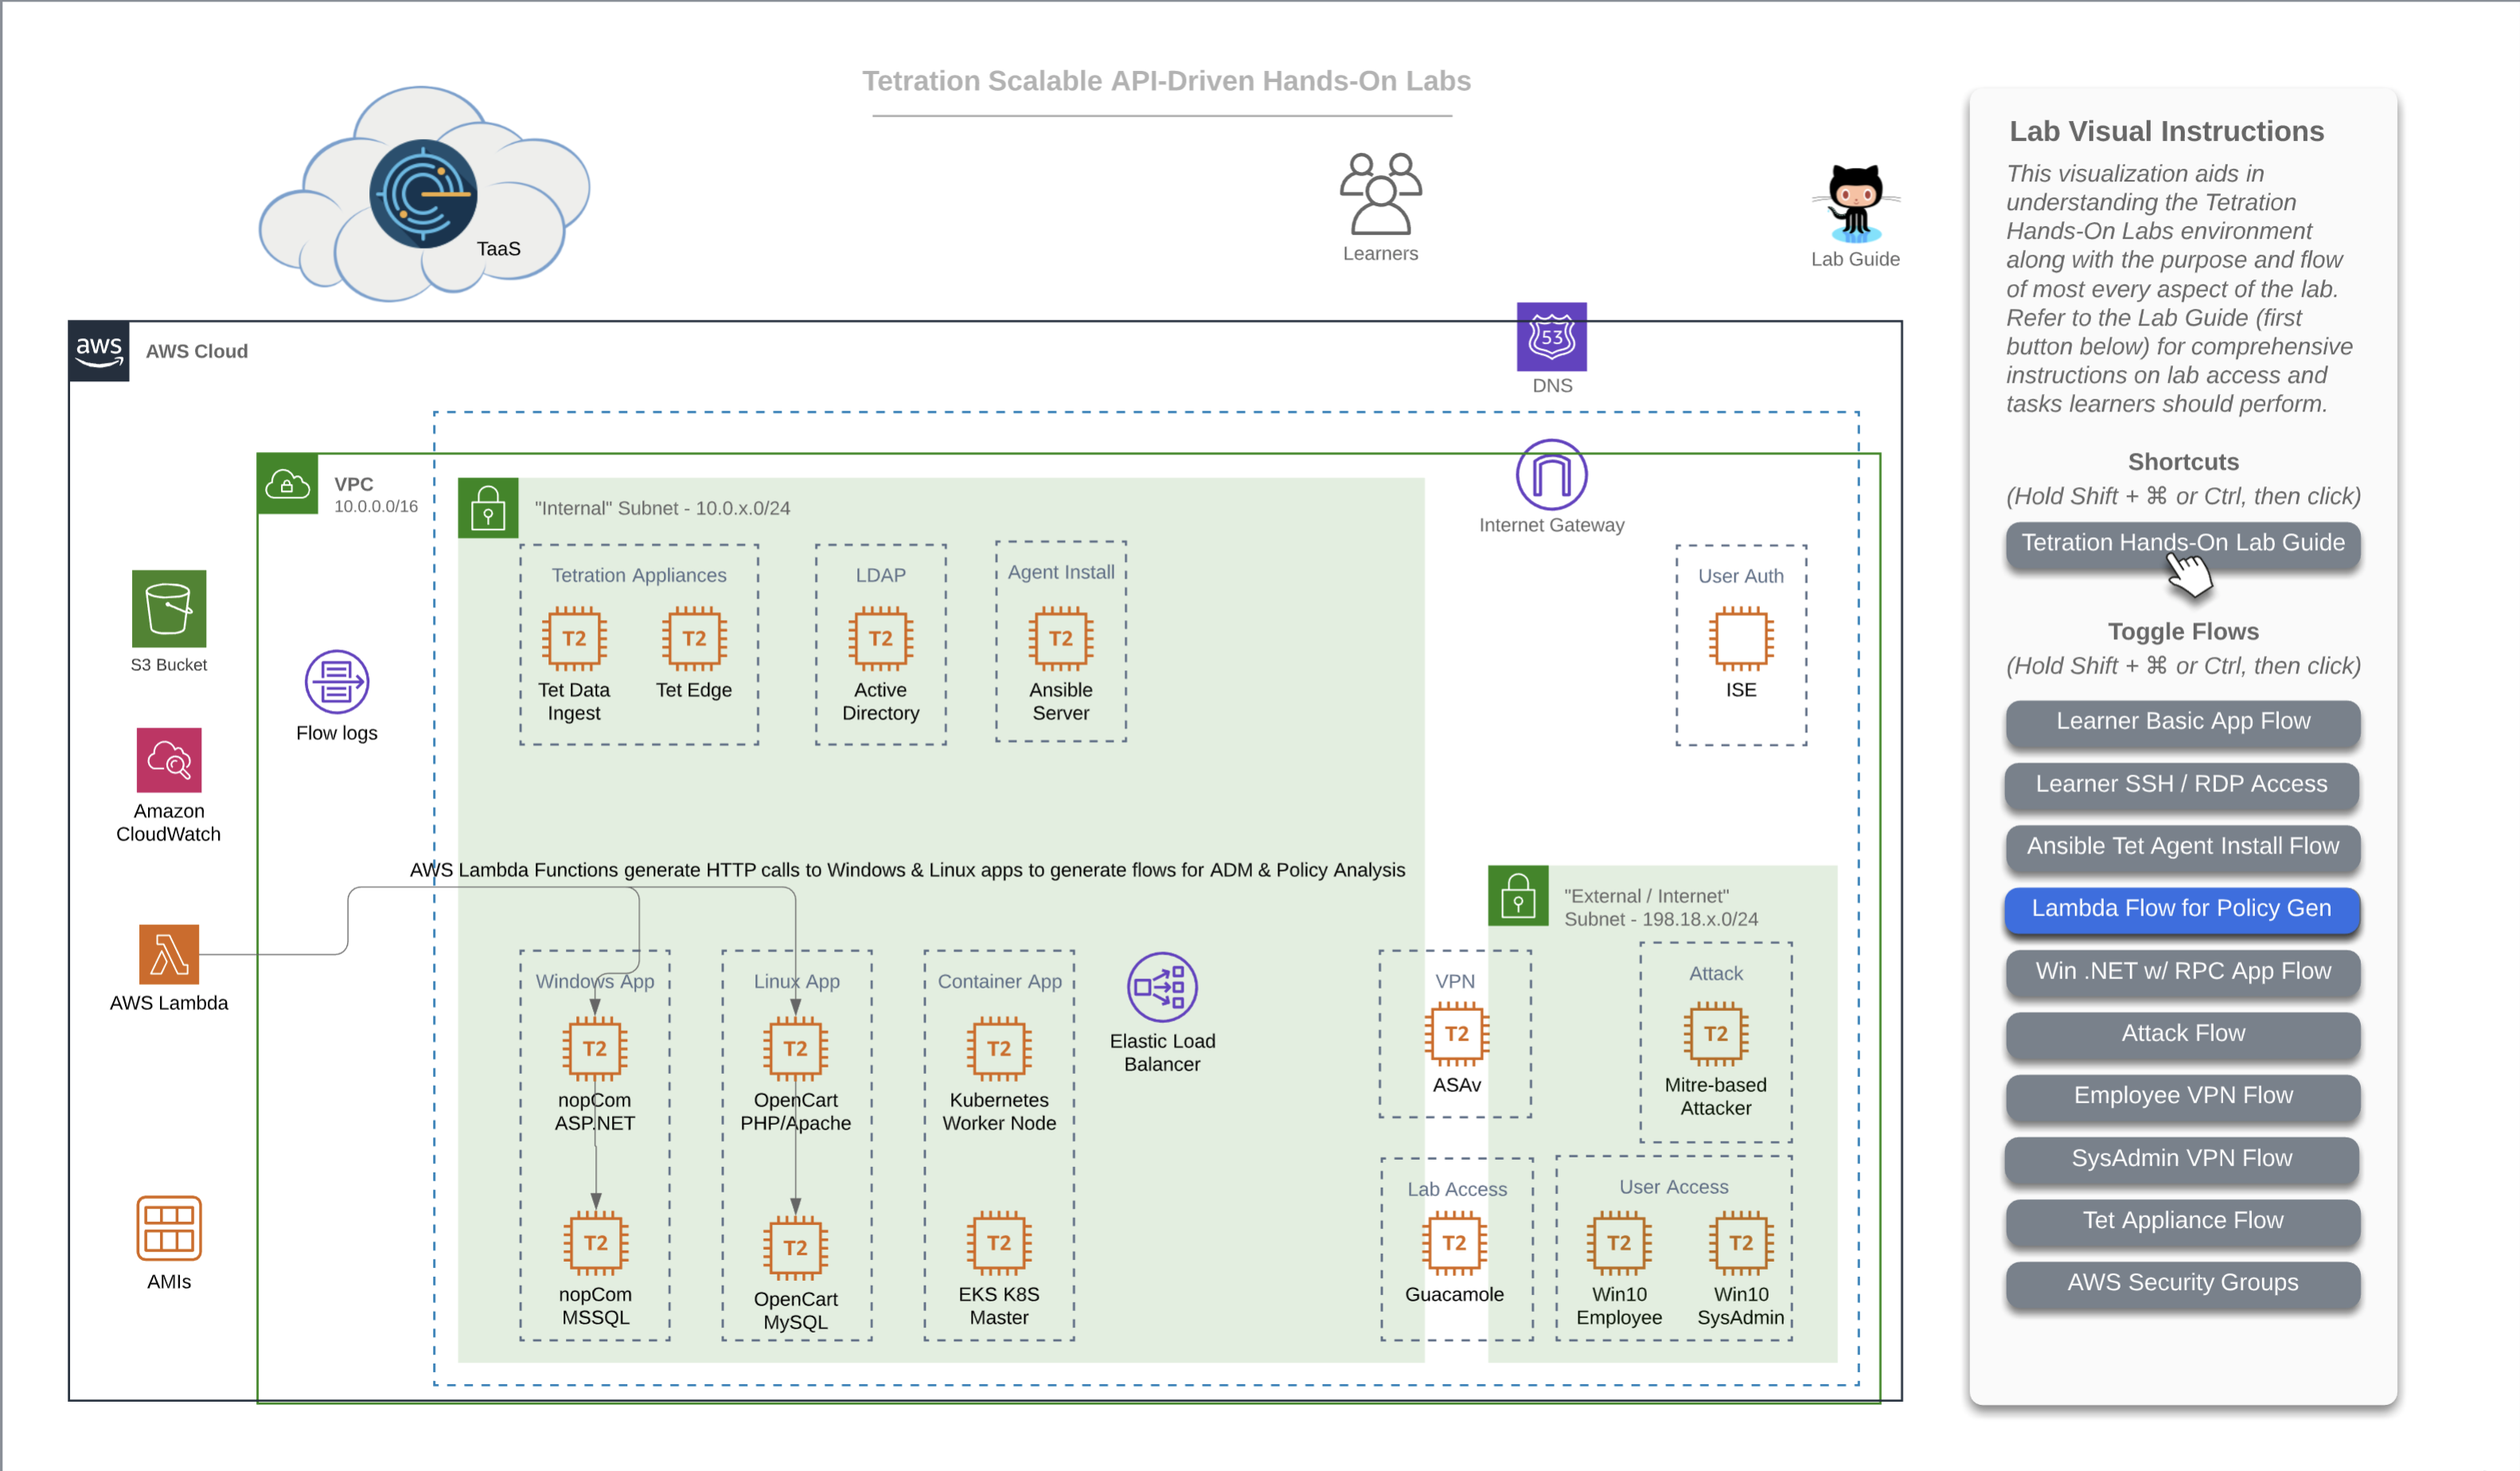 Tetration Scalable API-Driven Hands-On Labs
TaaS
Learners
Lab Guide
aws
AWS Cloud
53
DNS
VPC
10.0.0.0/16
"Internal" Subnet - 10.0.x.0/24
Internet Gateway
Tetration Appliances
T2
Tet Data
Ingest
T2
Tet Edge
LDAP
T2
Active
Directory
Agent Install
T2
Ansible
Server
User Auth
ISE
S3 Bucket
Flow logs
Amazon
CloudWatch
AWS Lambda Functions generate HTTP calls to Windows & Linux apps to generate flows for ADM & Policy Analysis
AWS Lambda
AMIs
Windows App
T2
nopCom
ASP.NET
T2
nopCom
MSSQL
Linux App
T2
OpenCart
PHP/Apache
T2
OpenCart
MySQL
Container App
T2
Kubernetes
Worker Node
T2
EKS K8S
Master
Elastic Load
Balancer
"External / Internet"
Subnet - 198.18.x.0/24
VPN
T2
ASAv
Attack
T2
Mitre-based
Attacker
Lab Access
T2
Guacamole
User Access
T2
Win10
Employee
T2
Win10
SysAdmin
Lab Visual Instructions
This visualization aids in
understanding the Tetration
Hands-On Labs environment
along with the purpose and flow
of most every aspect of the lab.
Refer to the Lab Guide (first
button below) for comprehensive
instructions on lab access and
tasks learners should perform.
Shortcuts
(Hold Shift + ⌘ or Ctrl, then click)
Tetration Hands-On Lab Guide
Toggle Flows
(Hold Shift + ⌘ or Ctrl, then click)
Learner Basic App Flow
Learner SSH / RDP Access
Ansible Tet Agent Install Flow
Lambda Flow for Policy Gen
Win .NET w/ RPC App Flow
Attack Flow
Employee VPN Flow
SysAdmin VPN Flow
Tet Appliance Flow
AWS Security Groups